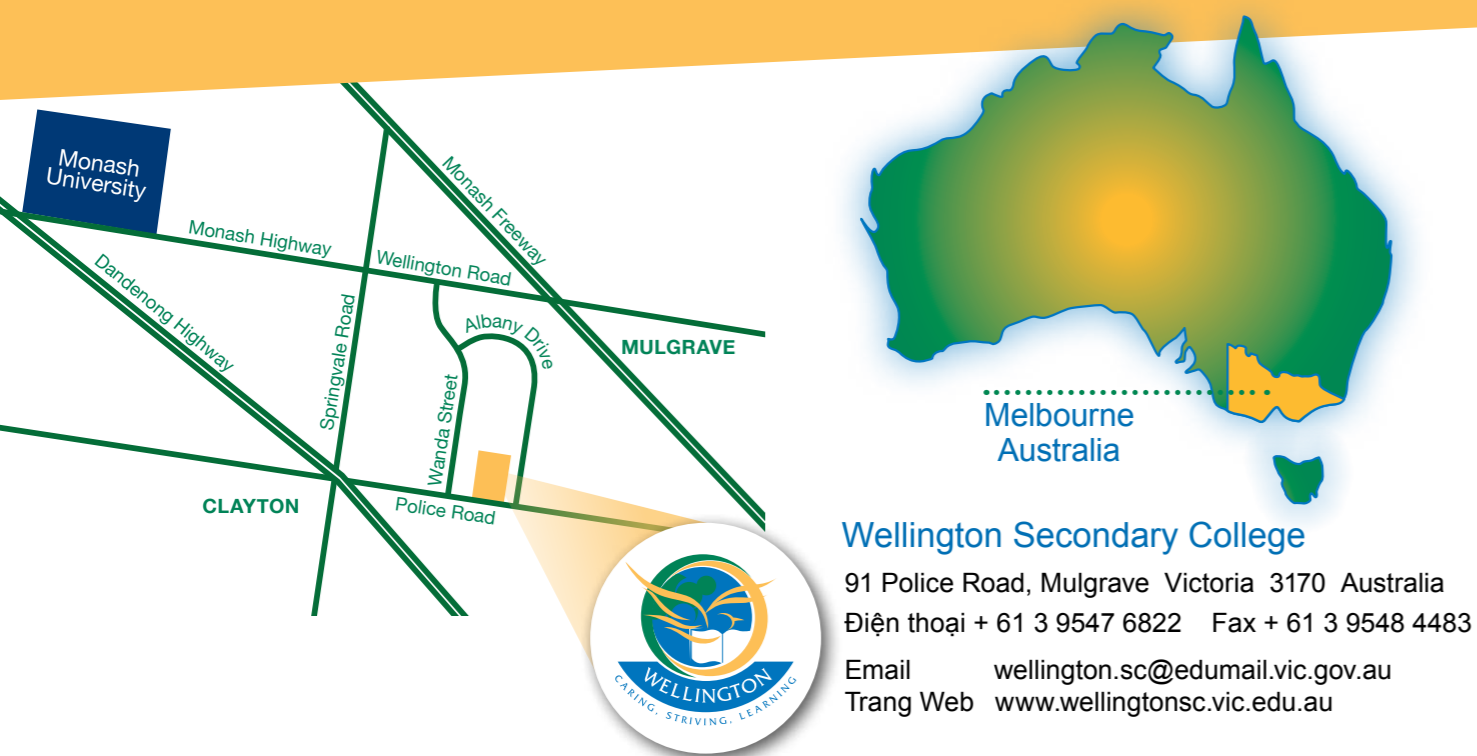 Monash
University
Monash Highway
Wellington Road
Monash Freeway
Dandenong Highway
Springvale Road
Albany Drive
Wanda Street
MULGRAVE
CLAYTON
Police Road
WELLINGTON
CARING, STRIVING, LEARNING
Melbourne
Australia
Wellington Secondary College
91 Police Road, Mulgrave Victoria 3170 Australia
Điện thoại + 61 3 9547 6822 Fax + 61 3 9548 4483
Email wellington.sc@edumail.vic.gov.au
Trang Web www.wellingtonsc.vic.edu.au